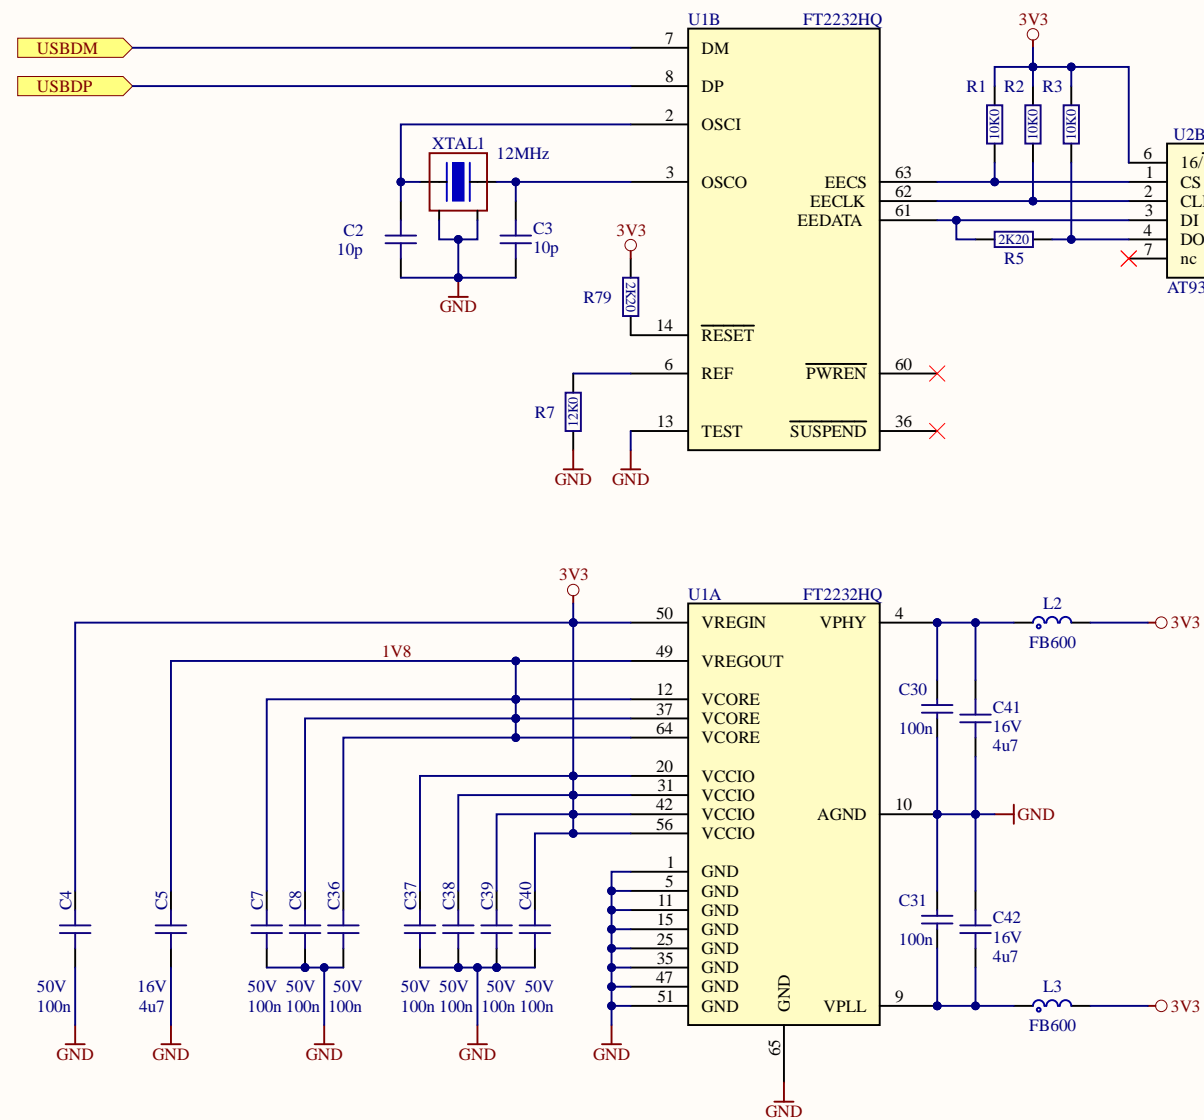 U1B FT2232HQ
USBDM
USBDP
7 DM
8 DP
2 OSCI
3 OSCO
14 RESET
6 REF
13 TEST
EECS 63
EECLK 62
EEDATA 61
PWREN 60
SUSPEND 36
XTAL1
12MHz
C2
10p
C3
10p
GND
3V3
R79
2K20
R7
12K0
GND
GND
3V3
R1 R2 R3
10K0 10K0 10K0
2K20
R5
U2B
6 16/
1 CS
2 CL
3 DI
4 DO
7 nc
AT93
3V3
U1A FT2232HQ
1V8
50 VREGIN
49 VREGOUT
12 VCORE
37 VCORE
64 VCORE
20 VCCIO
31 VCCIO
42 VCCIO
56 VCCIO
1 GND
5 GND
11 GND
15 GND
25 GND
35 GND
47 GND
51 GND
VPHY 4
AGND 10
VPLL 9
GND
65
GND
C4
50V
100n
GND
C5
16V
4u7
GND
C7 C8 C36
50V 50V 50V
100n 100n 100n
GND
C37 C38 C39 C40
50V 50V 50V 50V
100n 100n 100n 100n
GND
GND
L2
FB600
3V3
C30
100n
C41
16V
4u7
GND
C31
100n
C42
16V
4u7
L3
FB600
3V3